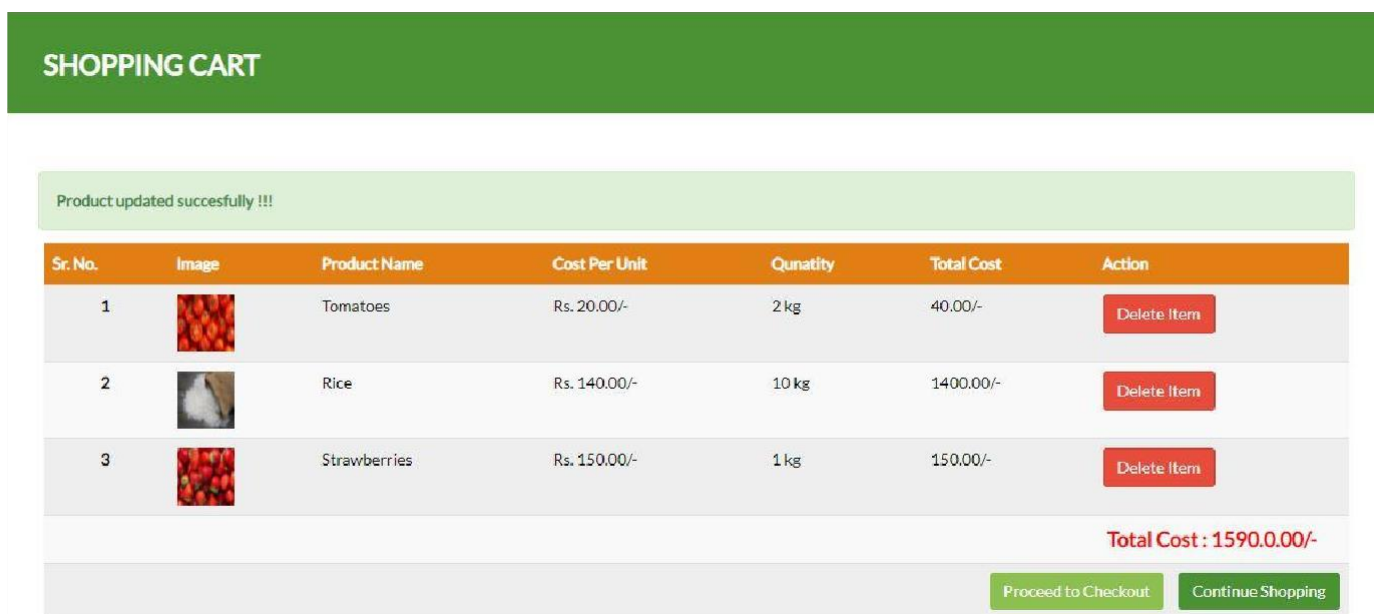 SHOPPING CART
Product updated succesfully !!!
Sr. No. Image Product Name Cost Per Unit Qunatity Total Cost Action
1 Tomatoes Rs. 20.00/- 2 kg 40.00/- Delete Item
2 Rice Rs. 140.00/- 10 kg 1400.00/- Delete Item
3 Strawberries Rs. 150.00/- 1 kg 150.00/- Delete Item
Total Cost : 1590.0.00/-
Proceed to Checkout Continue Shopping